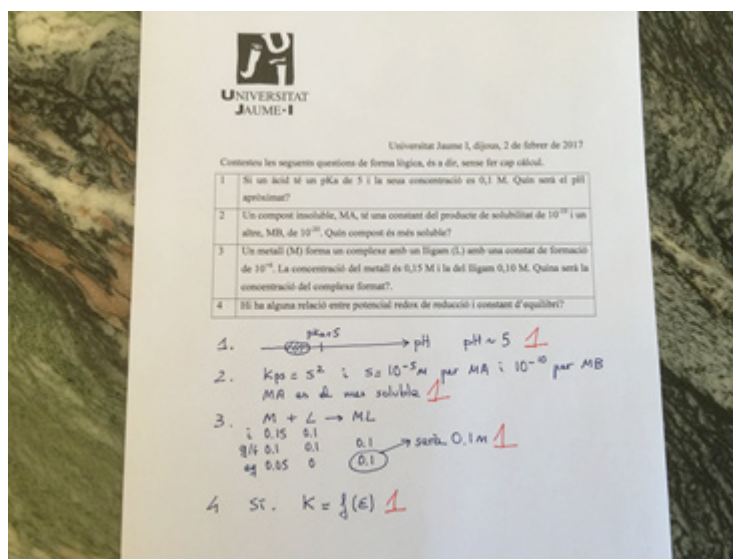 UNIVERSITAT
JAUME·I
Universitat Jaume I, dijous, 2 de febrer de 2017
Contesteu les seguents questions de forma lògica, és a dir, sense fer cap càlcul.
1 Si un àcid té un pKa de 5 i la seua concentració es 0,1 M. Quin serà el pH
apròximat?
2 Un compost insoluble, MA, té una constant del producte de solubilitat de 10⁻¹⁰ i un
altre, MB, de 10⁻²⁰. Quin compost és més soluble?
3 Un metall (M) forma un complexe amb un lligam (L) amb una constat de formació
de La concentració del metall és 0,15 M i la del lligam 0,10 M. Quina serà la
concentració del complexe format?.
4 Hi ha alguna relació entre potencial redox de reducció i constant d'equilibri?
pKa=5
1. pH pH ~ 5 1
2. Kps = s² i s= 10⁻⁵M per MA i 10⁻¹⁰ per MB
MA es el mes soluble 1
3. M + L → ML
i 0,15 0,1
0,1 0,1 0,1 → serà 0,1M 1
eq 0,05 0 0,1
4 Sí. K = f(ε) 1